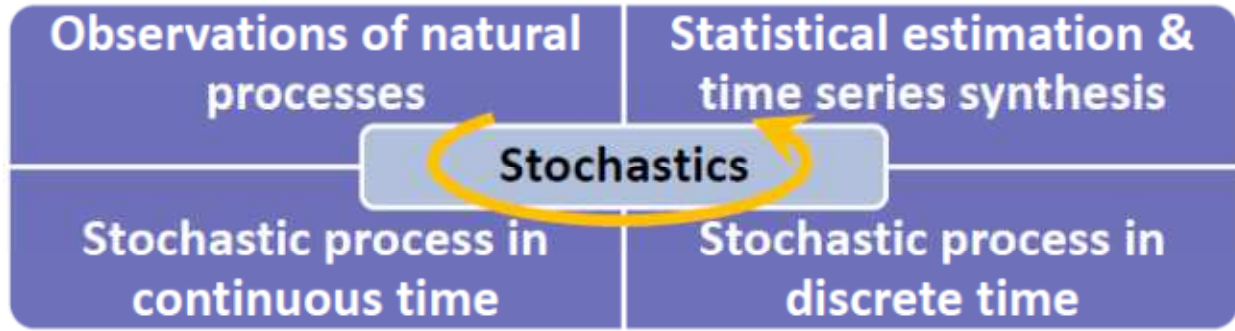 Observations of natural
processes
Statistical estimation &
time series synthesis
Stochastics
Stochastic process in
continuous time
Stochastic process in
discrete time